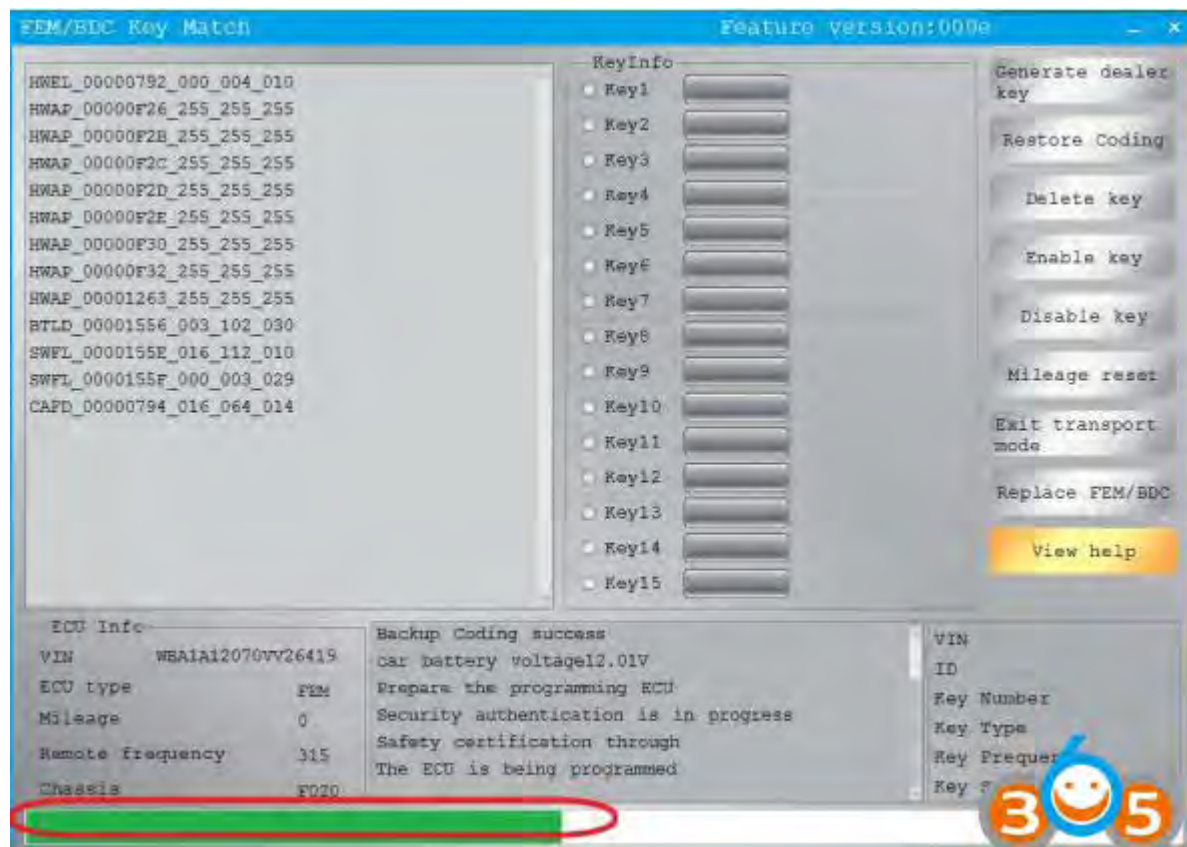 FEM/BDC Key Match
Feature version:000e
HWEL_00000792_000_004_010
HWAP_00000F26_255_255_255
HWAP_00000F2B_255_255_255
HWAP_00000F2C_255_255_255
HWAP_00000F2D_255_255_255
HWAP_00000F2E_255_255_255
HWAP_00000F30_255_255_255
HWAP_00000F32_255_255_255
HWAP_00001263_255_255_255
BTLD_00001556_003_102_030
SWFL_0000155E_016_112_010
SWFL_0000155F_000_003_029
CAFD_00000794_016_064_014
KeyInfo
Key1
Key2
Key3
Key4
Key5
Key6
Key7
Key8
Key9
Key10
Key11
Key12
Key13
Key14
Key15
Generate dealer
key
Restore Coding
Delete key
Enable key
Disable key
Mileage reset
Exit transport
mode
Replace FEM/BDC
View help
ECU Info
VIN WBA1A12070VV26419
ECU type FEM
Mileage 0
Remote frequency 315
Chassis F020
Backup Coding success
car battery voltage12.01V
Prepare the programming ECU
Security authentication is in progress
Safety certification through
The ECU is being programmed
VIN
ID
Key Number
Key Type
Key
Key
365